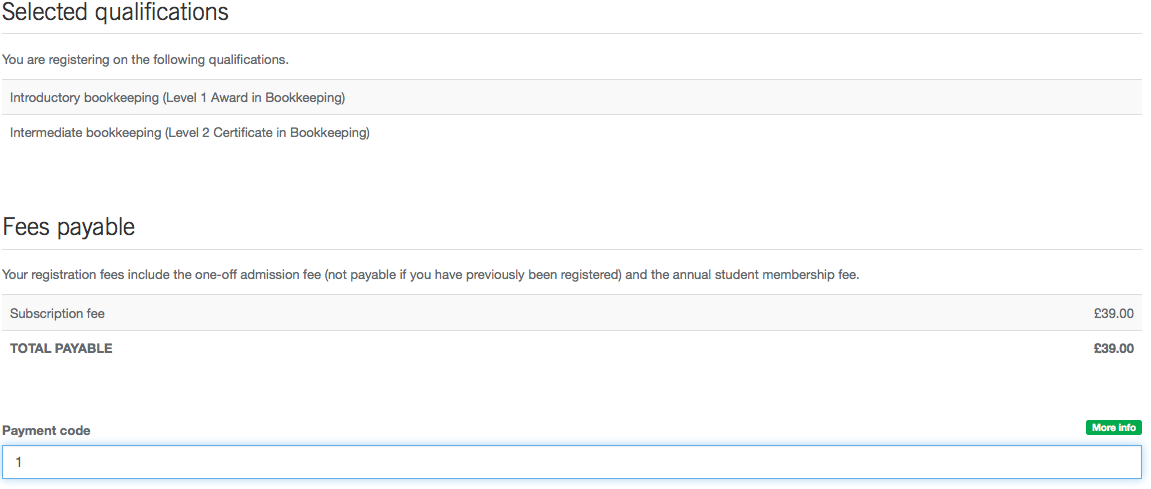 Selected qualifications
You are registering on the following qualifications.
Introductory bookkeeping (Level 1 Award in Bookkeeping)
Intermediate bookkeeping (Level 2 Certificate in Bookkeeping)
Fees payable
Your registration fees include the one-off admission fee (not payable if you have previously been registered) and the annual student membership fee.
Subscription fee £39.00
TOTAL PAYABLE £39.00
Payment code More info
1